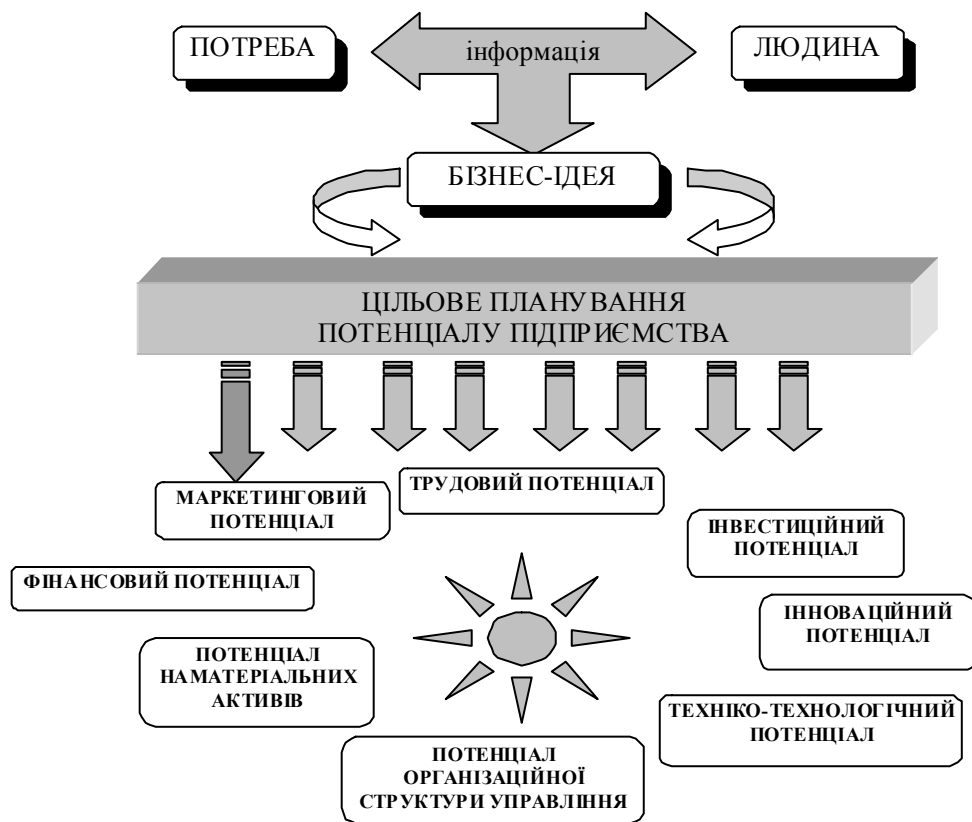 ПОТРЕБА
інформація
ЛЮДИНА
БІЗНЕС-ІДЕЯ
ЦІЛЬОВЕ ПЛАНУВАННЯ
ПОТЕНЦІАЛУ ПІДПРИЄМСТВА
МАРКЕТИНГОВИЙ
ПОТЕНЦІАЛ
ТРУДОВИЙ ПОТЕНЦІАЛ
ІНВЕСТИЦІЙНИЙ
ПОТЕНЦІАЛ
ФІНАНСОВИЙ ПОТЕНЦІАЛ
ІННОВАЦІЙНИЙ
ПОТЕНЦІАЛ
ПОТЕНЦІАЛ
НАМАТЕРІАЛЬНИХ
АКТИВІВ
ТЕХНІКО-ТЕХНОЛОГІЧНИЙ
ПОТЕНЦІАЛ
ПОТЕНЦІАЛ
ОРГАНІЗАЦІЙНОЇ
СТРУКТУРИ УПРАВЛІННЯ